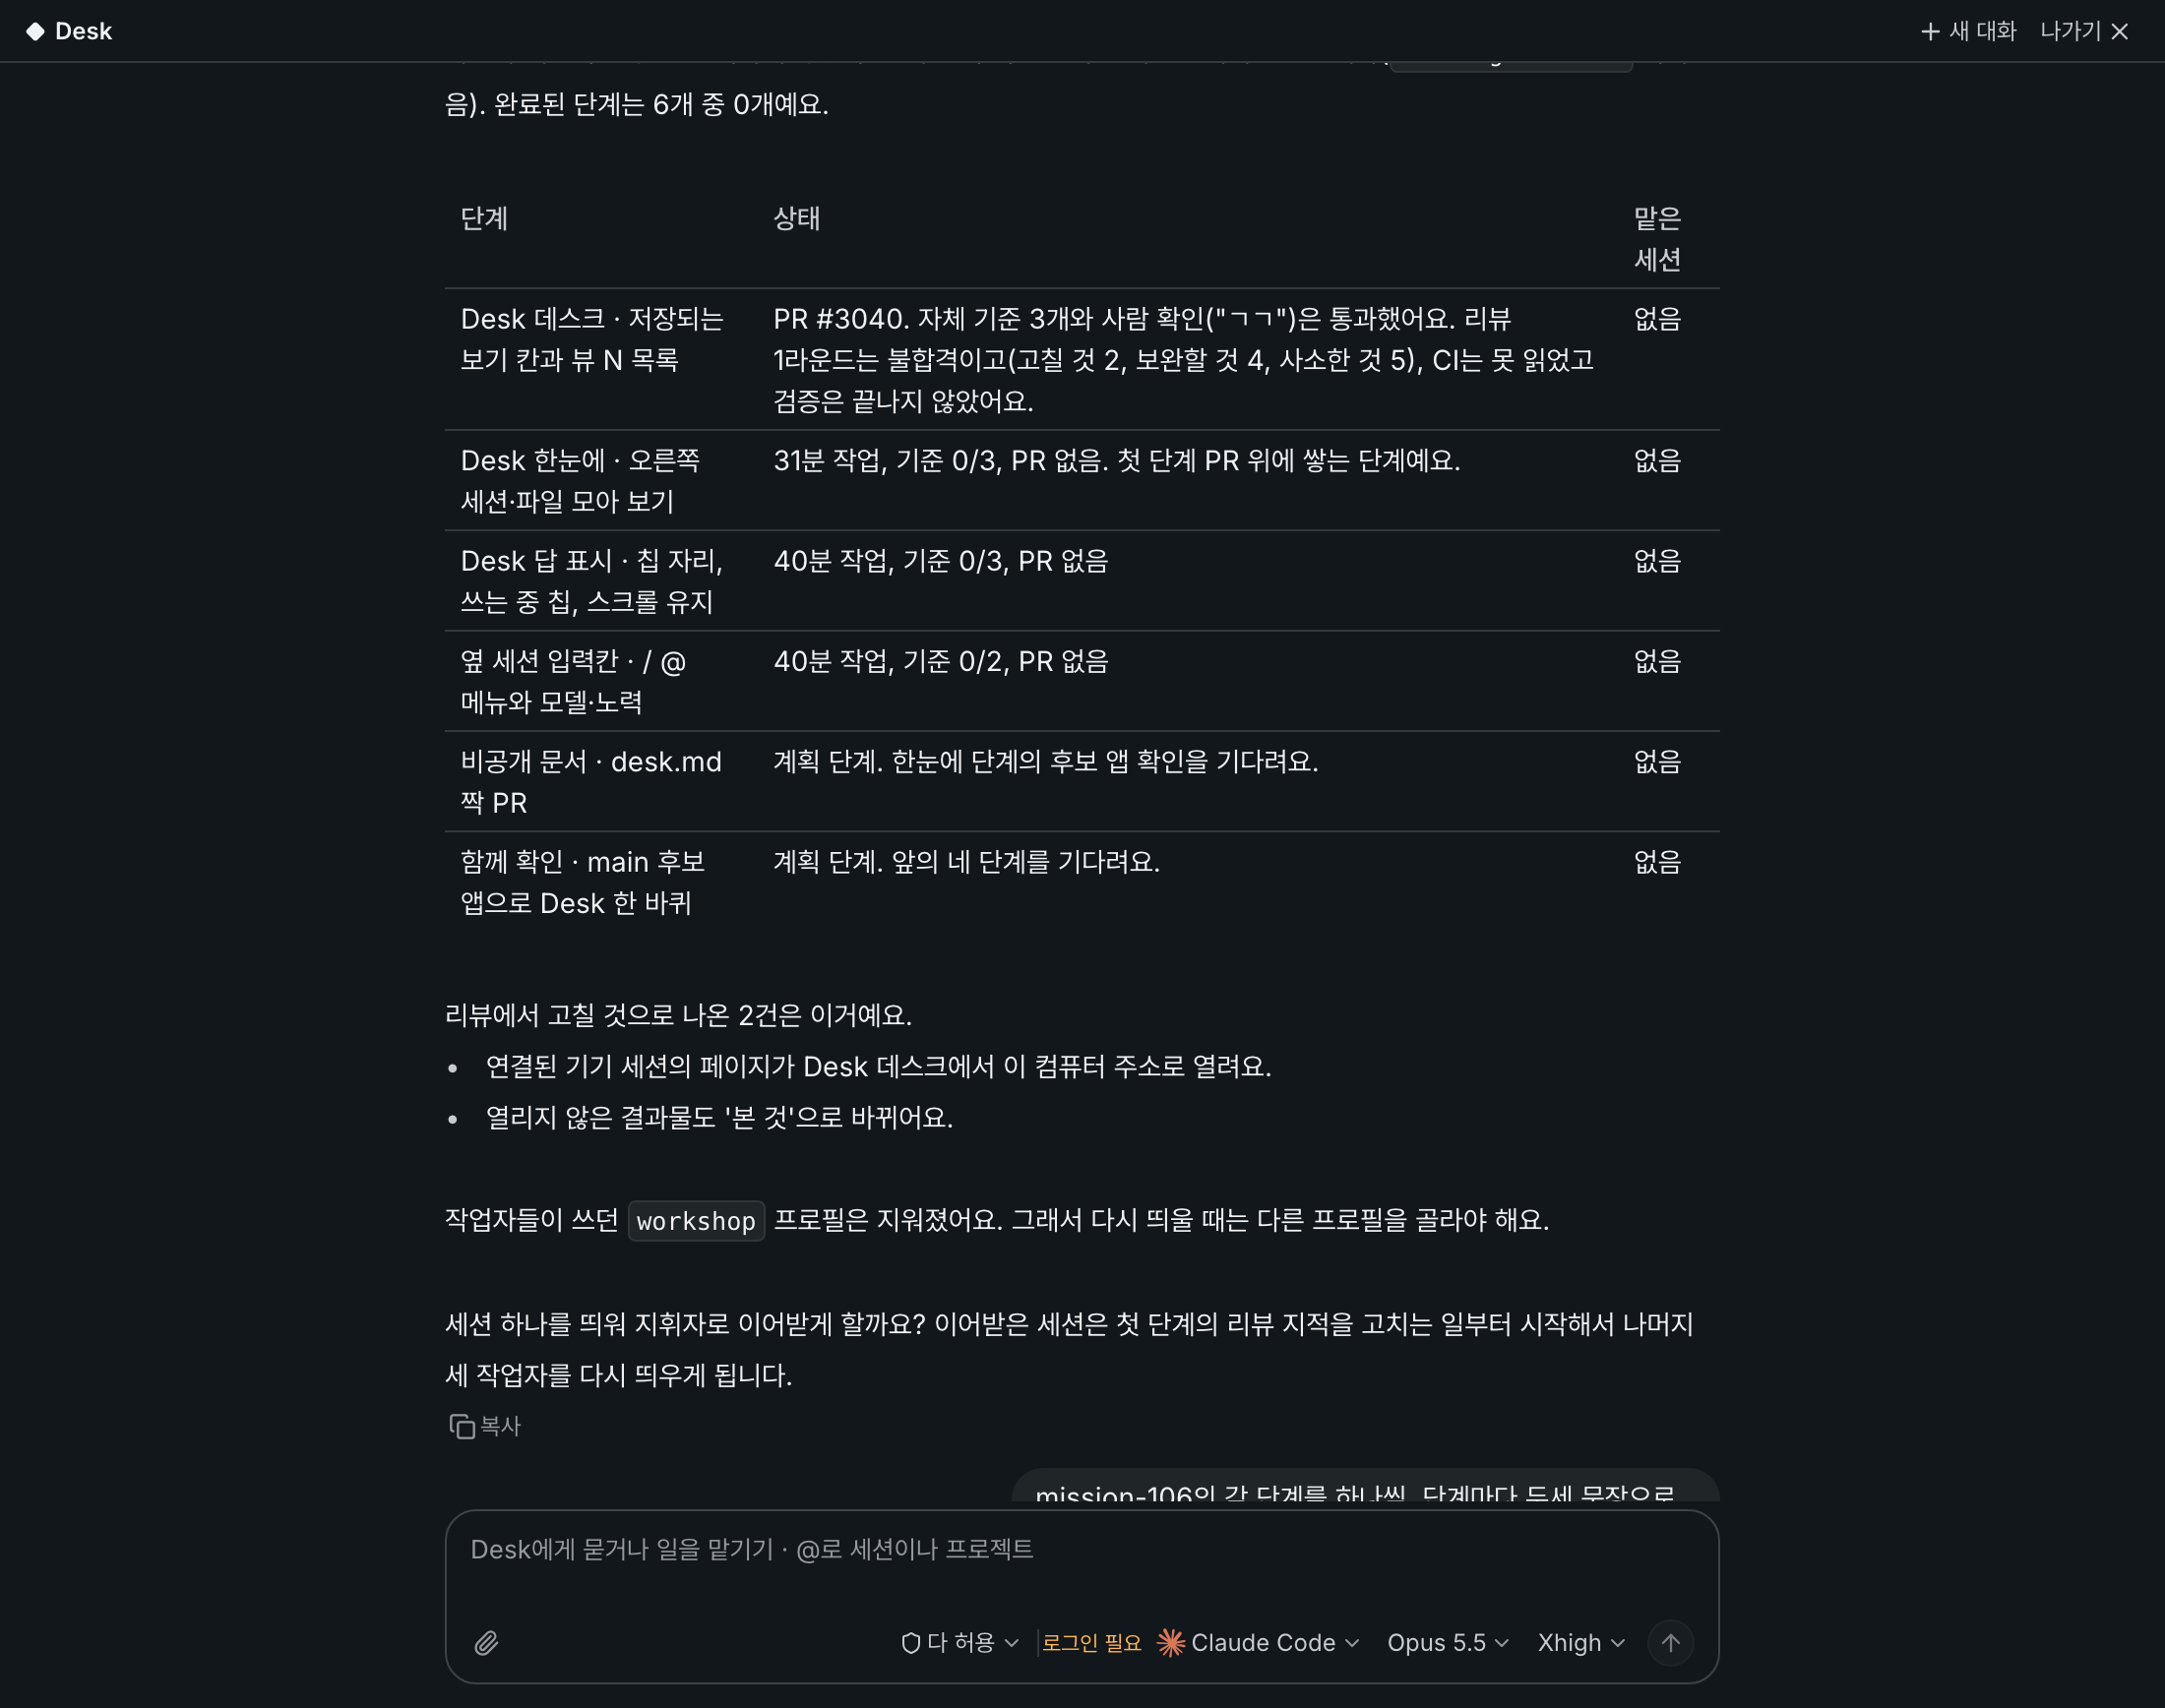 Desk
새 대화 나가기
음). 완료된 단계는 6개 중 0개예요.
단계 상태 맡은
세션
Desk 데스크 · 저장되는 PR #3040. 자체 기준 3개와 사람 확인("ㄱㄱ")은 통과했어요. 리뷰 없음
보기 칸과 뷰 N 목록 1라운드는 불합격이고(고칠 것 2, 보완할 것 4, 사소한 것 5), CI는 못 읽었고
검증은 끝나지 않았어요.
Desk 한눈에 · 오른쪽 31분 작업, 기준 0/3, PR 없음. 첫 단계 PR 위에 쌓는 단계예요. 없음
세션·파일 모아 보기
Desk 답 표시 · 칩 자리, 40분 작업, 기준 0/3, PR 없음 없음
쓰는 중 칩, 스크롤 유지
옆 세션 입력칸 · / @ 40분 작업, 기준 0/2, PR 없음 없음
메뉴와 모델·노력
비공개 문서 · desk.md 계획 단계. 한눈에 단계의 후보 앱 확인을 기다려요. 없음
짝 PR
함께 확인 · main 후보 계획 단계. 앞의 네 단계를 기다려요. 없음
앱으로 Desk 한 바퀴
리뷰에서 고칠 것으로 나온 2건은 이거예요.
• 연결된 기기 세션의 페이지가 Desk 데스크에서 이 컴퓨터 주소로 열려요.
• 열리지 않은 결과물도 '본 것'으로 바뀌어요.
작업자들이 쓰던 workshop 프로필은 지워졌어요. 그래서 다시 띄울 때는 다른 프로필을 골라야 해요.
세션 하나를 띄워 지휘자로 이어받게 할까요? 이어받은 세션은 첫 단계의 리뷰 지적을 고치는 일부터 시작해서 나머지
세 작업자를 다시 띄우게 됩니다.
복사
mission-106의 각 단계를 하나씩, 단계마다 두세 문장으로
Desk에게 묻거나 일을 맡기기 · @로 세션이나 프로젝트
다 허용 로그인 필요 Claude Code Opus 5.5 Xhigh